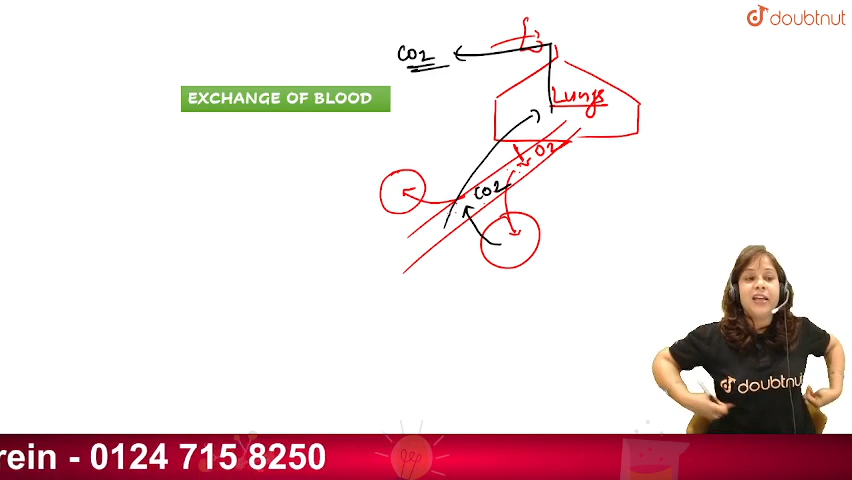 doubtnut
CO2
EXCHANGE OF BLOOD
Lungs
O2
CO2
doubtnut
rein - 0124 715 8250